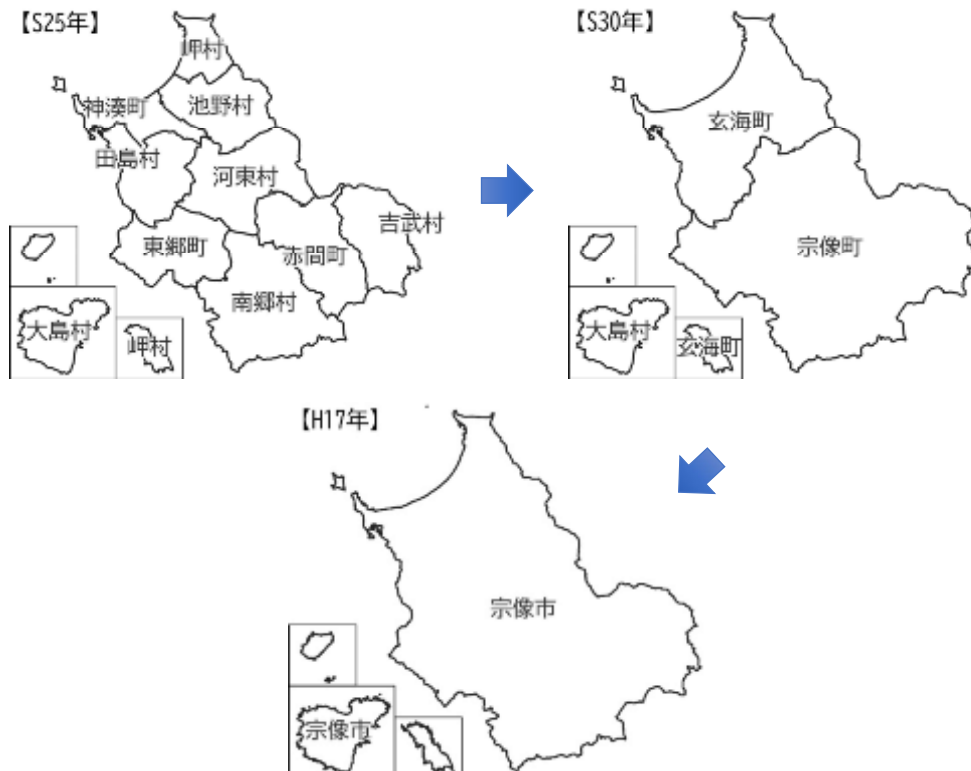 【S25年】
岬村
池野村
神湊町
田島村
河東村
吉武村
東郷町
赤間町
南郷村
大島村
岬村
【S30年】
玄海町
宗像町
大島村
玄海町
【H17年】
宗像市
宗像市